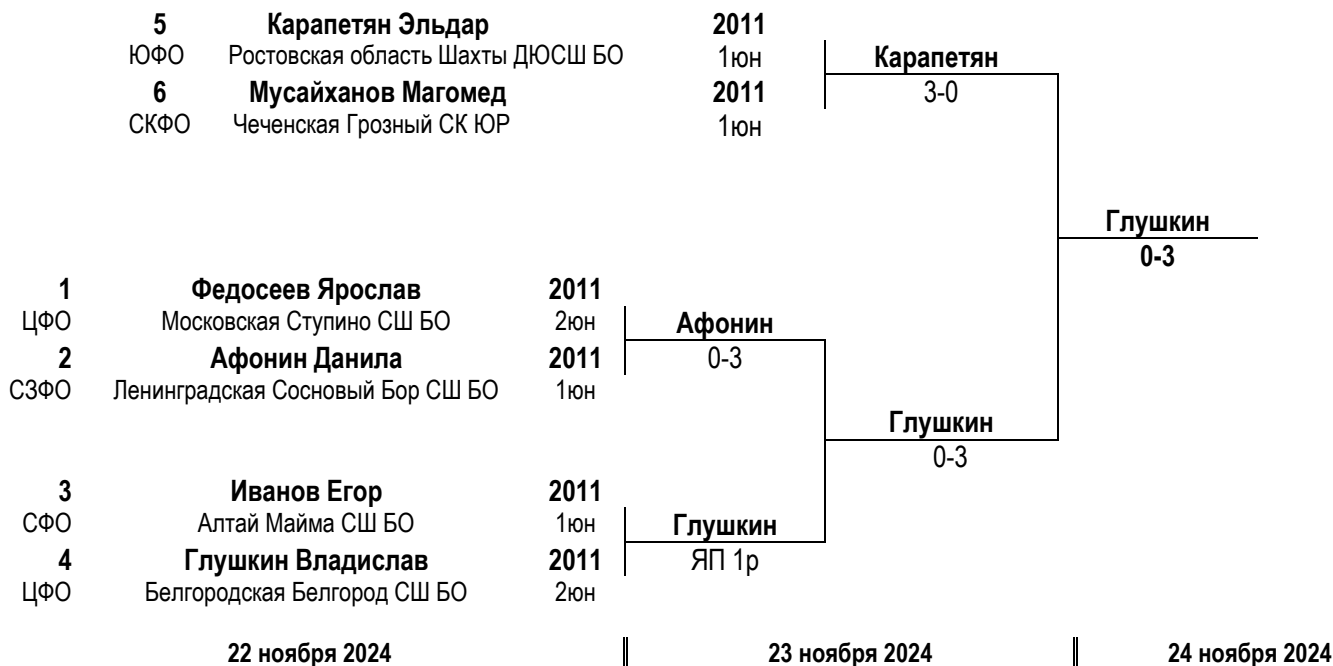 5 Карапетян Эльдар 2011
ЮФО Ростовская область Шахты ДЮСШ БО 1юн
Карапетян
6 Мусайханов Магомед 2011
3-0
СКФО Чеченская Грозный СК ЮР 1юн
Глушкин
0-3
1 Федосеев Ярослав 2011
ЦФО Московская Ступино СШ БО 2юн
Афонин
2 Афонин Данила 2011
0-3
СЗФО Ленинградская Сосновый Бор СШ БО 1юн
Глушкин
0-3
3 Иванов Егор 2011
СФО Алтай Майма СШ БО 1юн
Глушкин
4 Глушкин Владислав 2011
ЯП 1р
ЦФО Белгородская Белгород СШ БО 2юн
22 ноября 2024 23 ноября 2024 24 ноября 2024